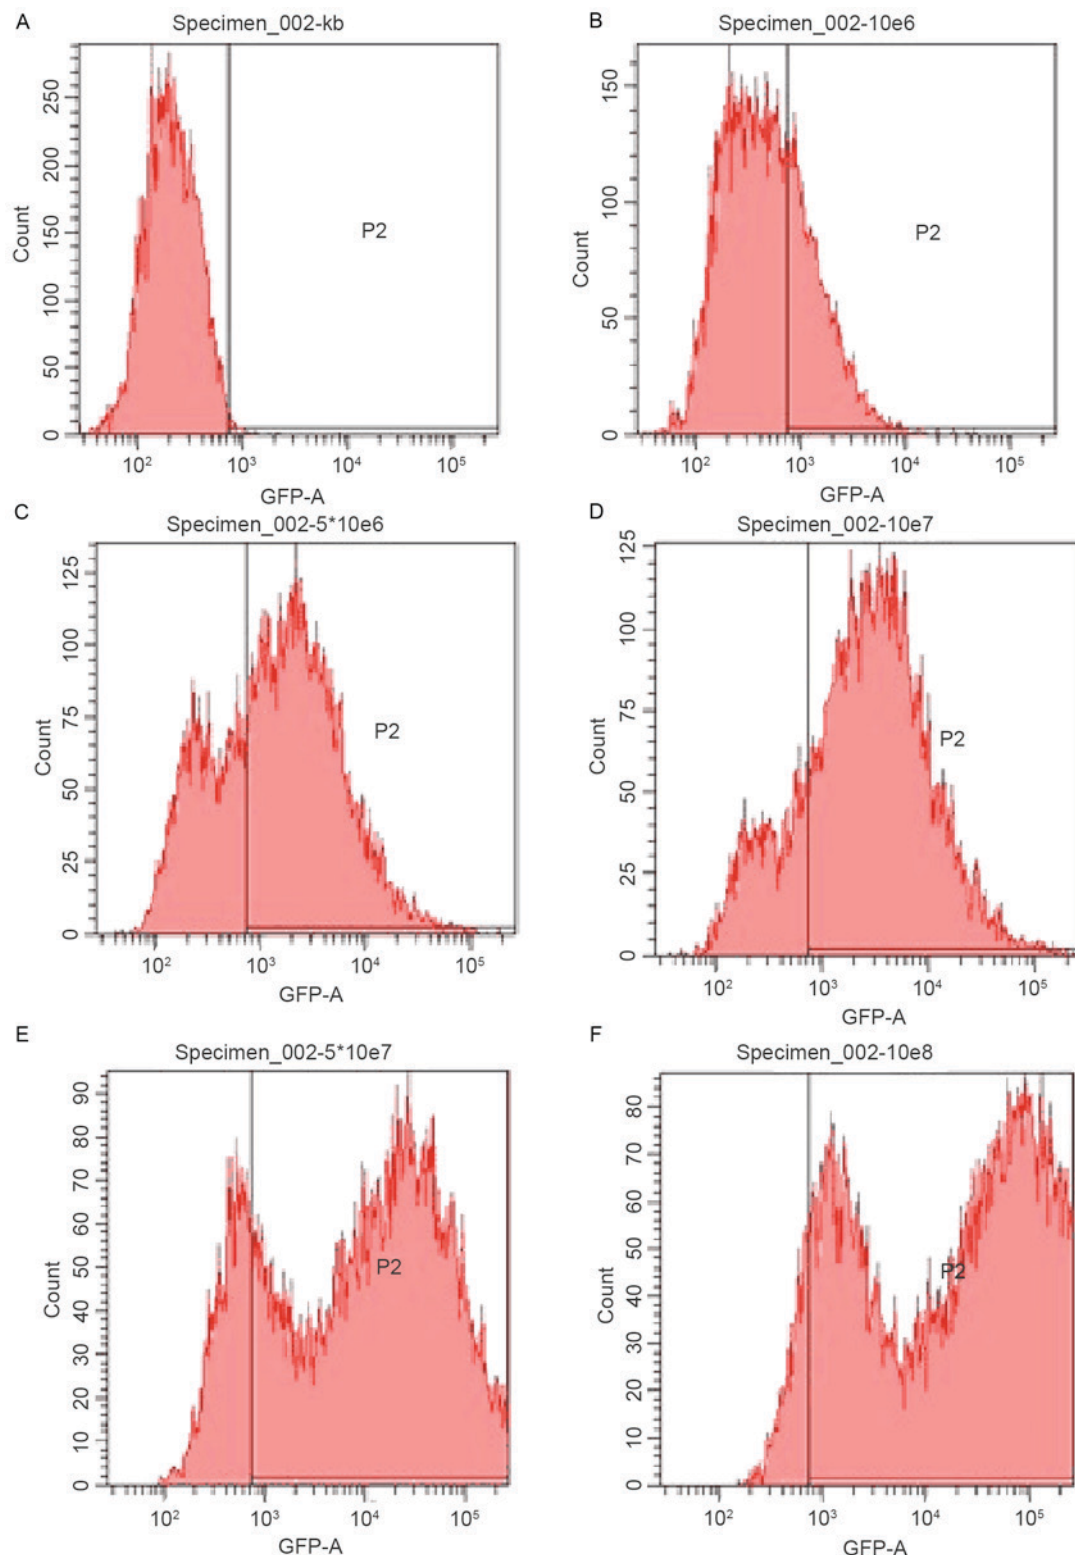 A
Specimen_002-kb
Count
250
200
150
100
50
0
P2
10²
10³
10⁴
10⁵
GFP-A
B
Specimen_002-10e6
Count
150
100
50
0
P2
10²
10³
10⁴
10⁵
GFP-A
C
Specimen_002-5*10e6
Count
125
100
75
50
25
0
P2
10²
10³
10⁴
10⁵
GFP-A
D
Specimen_002-10e7
Count
125
100
75
50
25
0
P2
10²
10³
10⁴
10⁵
GFP-A
E
Specimen_002-5*10e7
Count
90
80
70
60
50
40
30
20
10
0
P2
10²
10³
10⁴
10⁵
GFP-A
F
Specimen_002-10e8
Count
80
70
60
50
40
30
20
10
0
P2
10²
10³
10⁴
10⁵
GFP-A